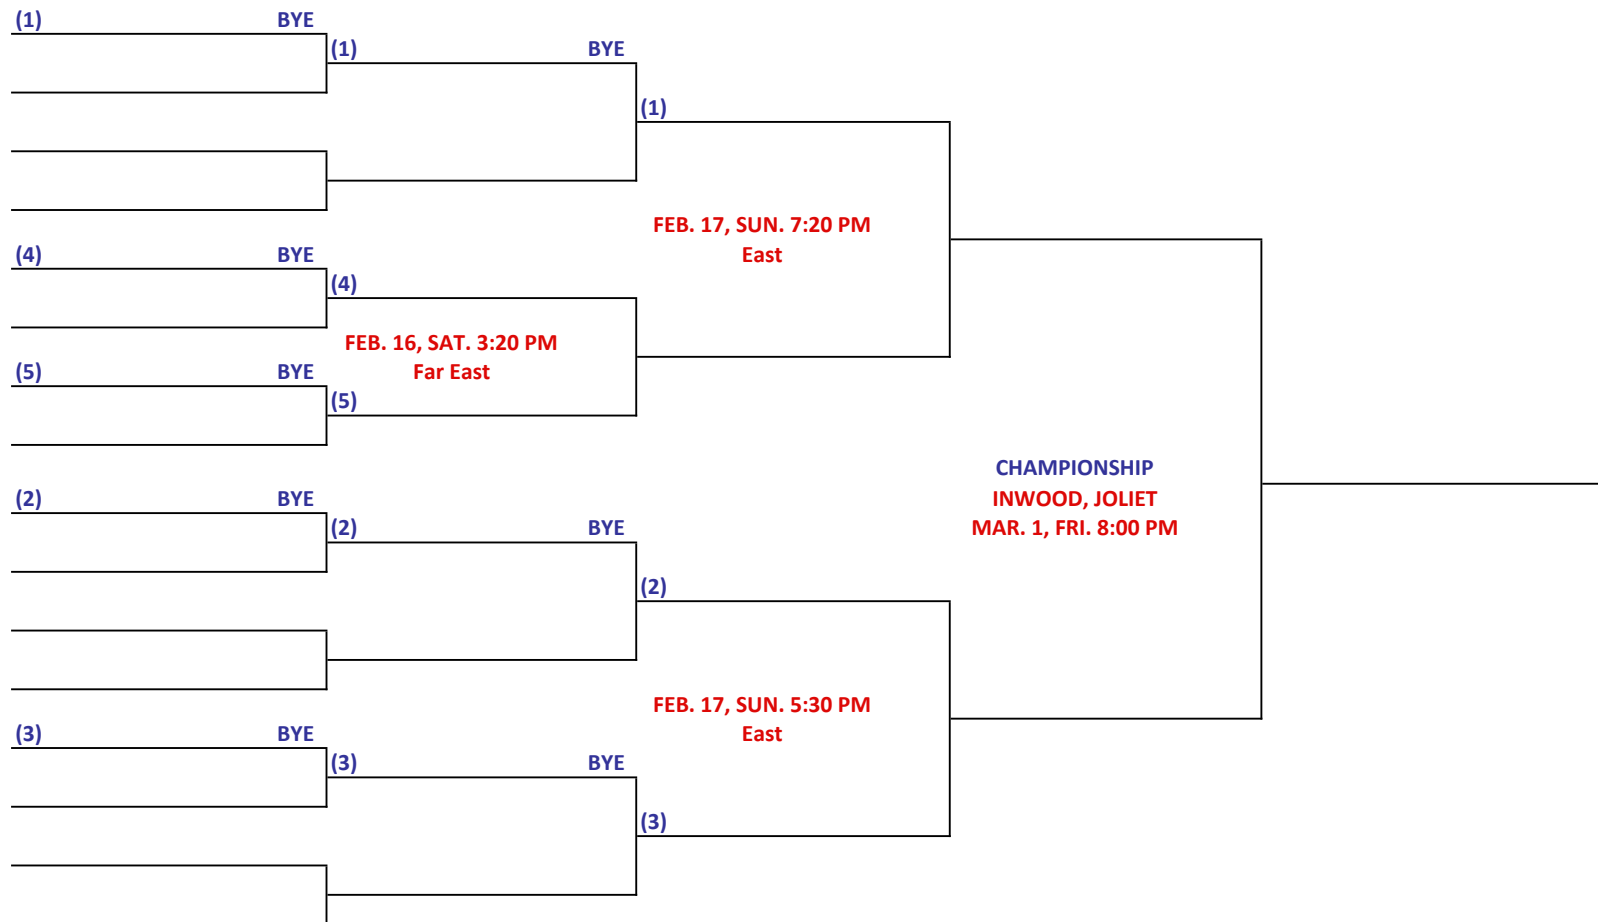 (1) BYE
(1) BYE
(1)
FEB. 17, SUN. 7:20 PM
East
(4) BYE
(4)
FEB. 16, SAT. 3:20 PM
Far East
(5) BYE
(5)
CHAMPIONSHIP
INWOOD, JOLIET
MAR. 1, FRI. 8:00 PM
(2) BYE
(2) BYE
(2)
FEB. 17, SUN. 5:30 PM
East
(3) BYE
(3) BYE
(3)